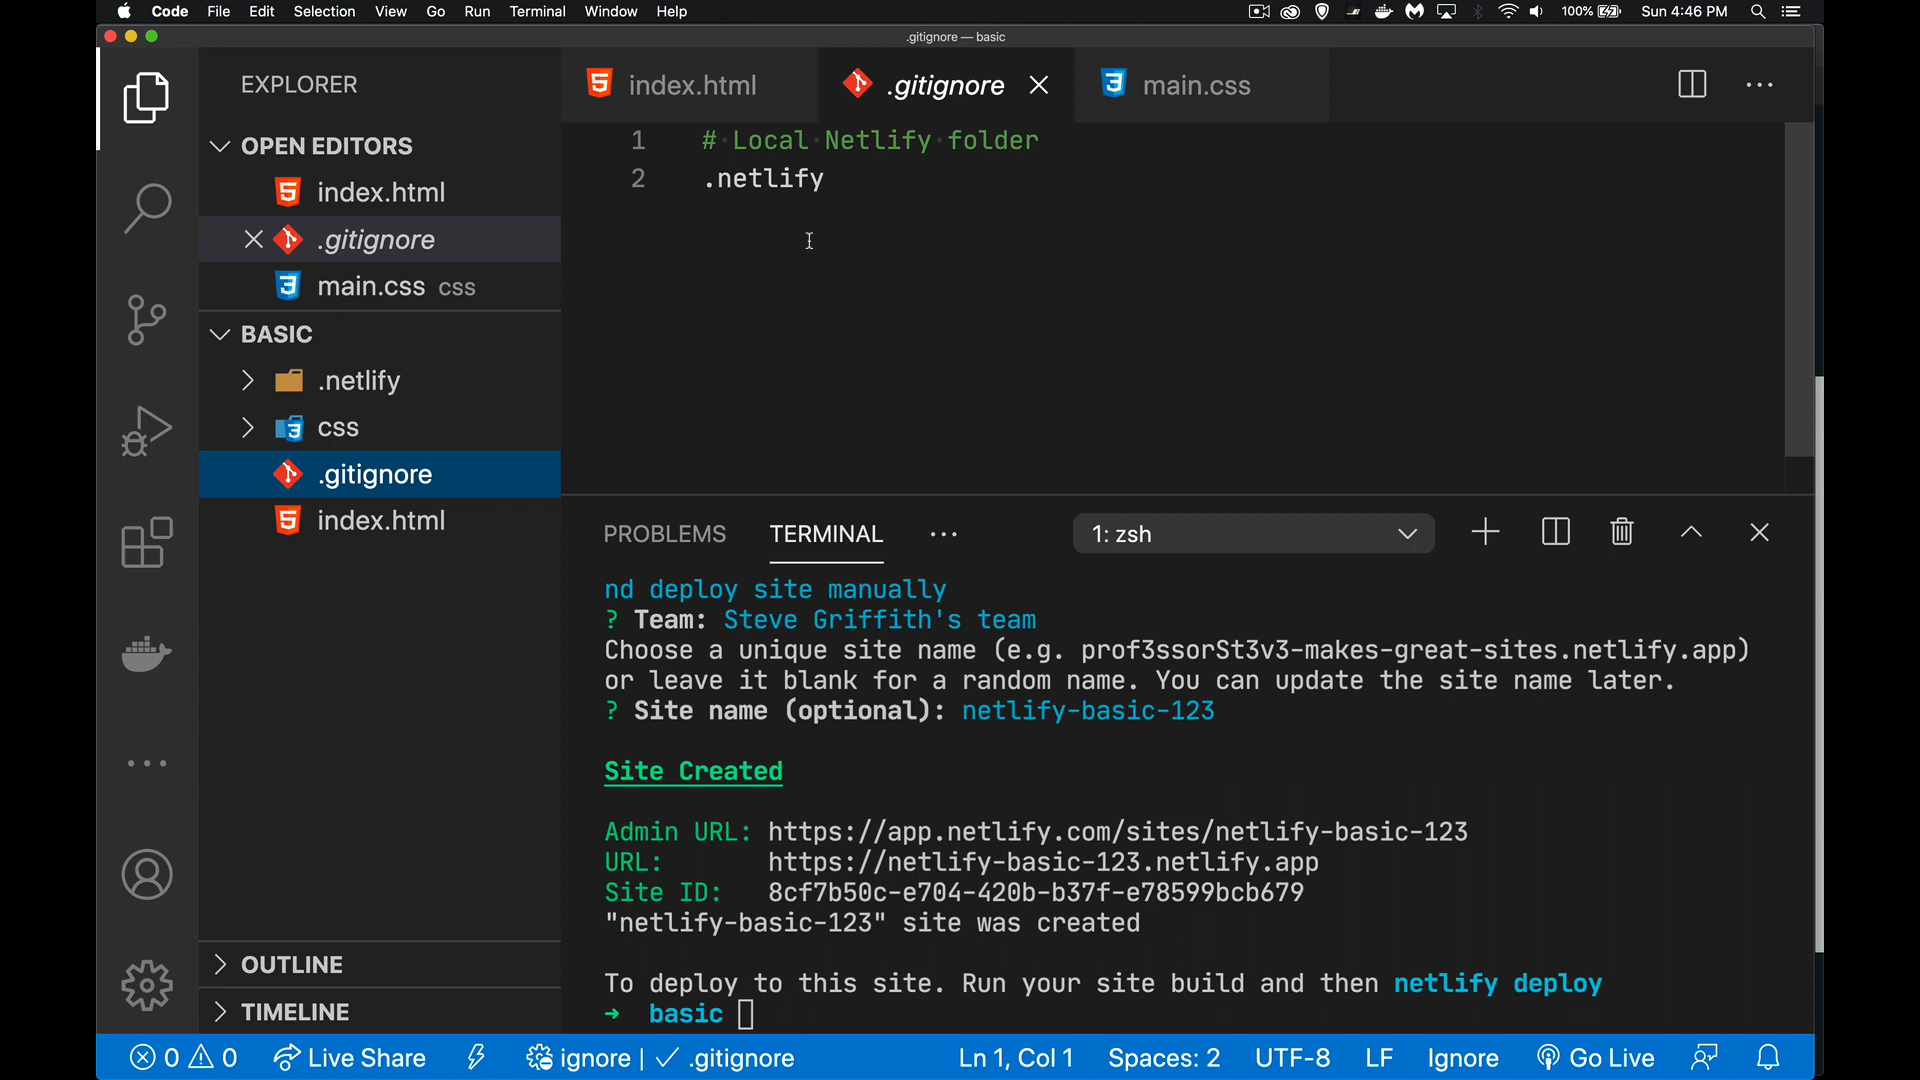 Code File Edit Selection View Go Run Terminal Window Help 100% Sun 4:46 PM
.gitignore — basic
EXPLORER
index.html .gitignore main.css
OPEN EDITORS
index.html
.gitignore
main.css css
BASIC
.netlify
css
.gitignore
index.html
OUTLINE
TIMELINE
1 # Local Netlify folder
2 .netlify
PROBLEMS TERMINAL ··· 1: zsh
nd deploy site manually
? Team: Steve Griffith's team
Choose a unique site name (e.g. prof3ssorSt3v3-makes-great-sites.netlify.app)
or leave it blank for a random name. You can update the site name later.
? Site name (optional): netlify-basic-123
Site Created
Admin URL: https://app.netlify.com/sites/netlify-basic-123
URL: https://netlify-basic-123.netlify.app
Site ID: 8cf7b50c-e704-420b-b37f-e78599bcb679
"netlify-basic-123" site was created
To deploy to this site. Run your site build and then netlify deploy
➜ basic
0 0 Live Share ignore | ✓ .gitignore Ln 1, Col 1 Spaces: 2 UTF-8 LF Ignore Go Live